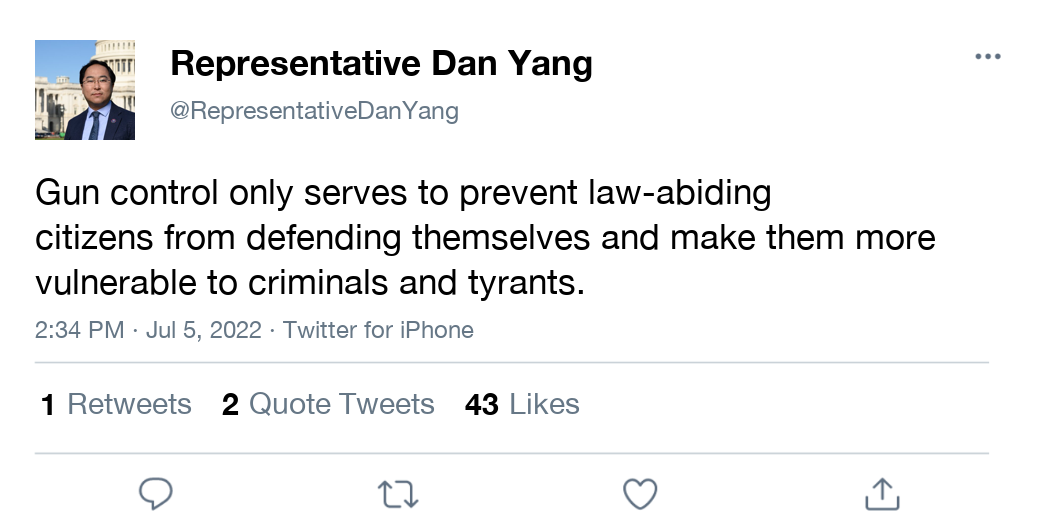 Representative Dan Yang
@RepresentativeDanYang
Gun control only serves to prevent law-abiding
citizens from defending themselves and make them more
vulnerable to criminals and tyrants.
2:34 PM · Jul 5, 2022 · Twitter for iPhone
1 Retweets 2 Quote Tweets 43 Likes